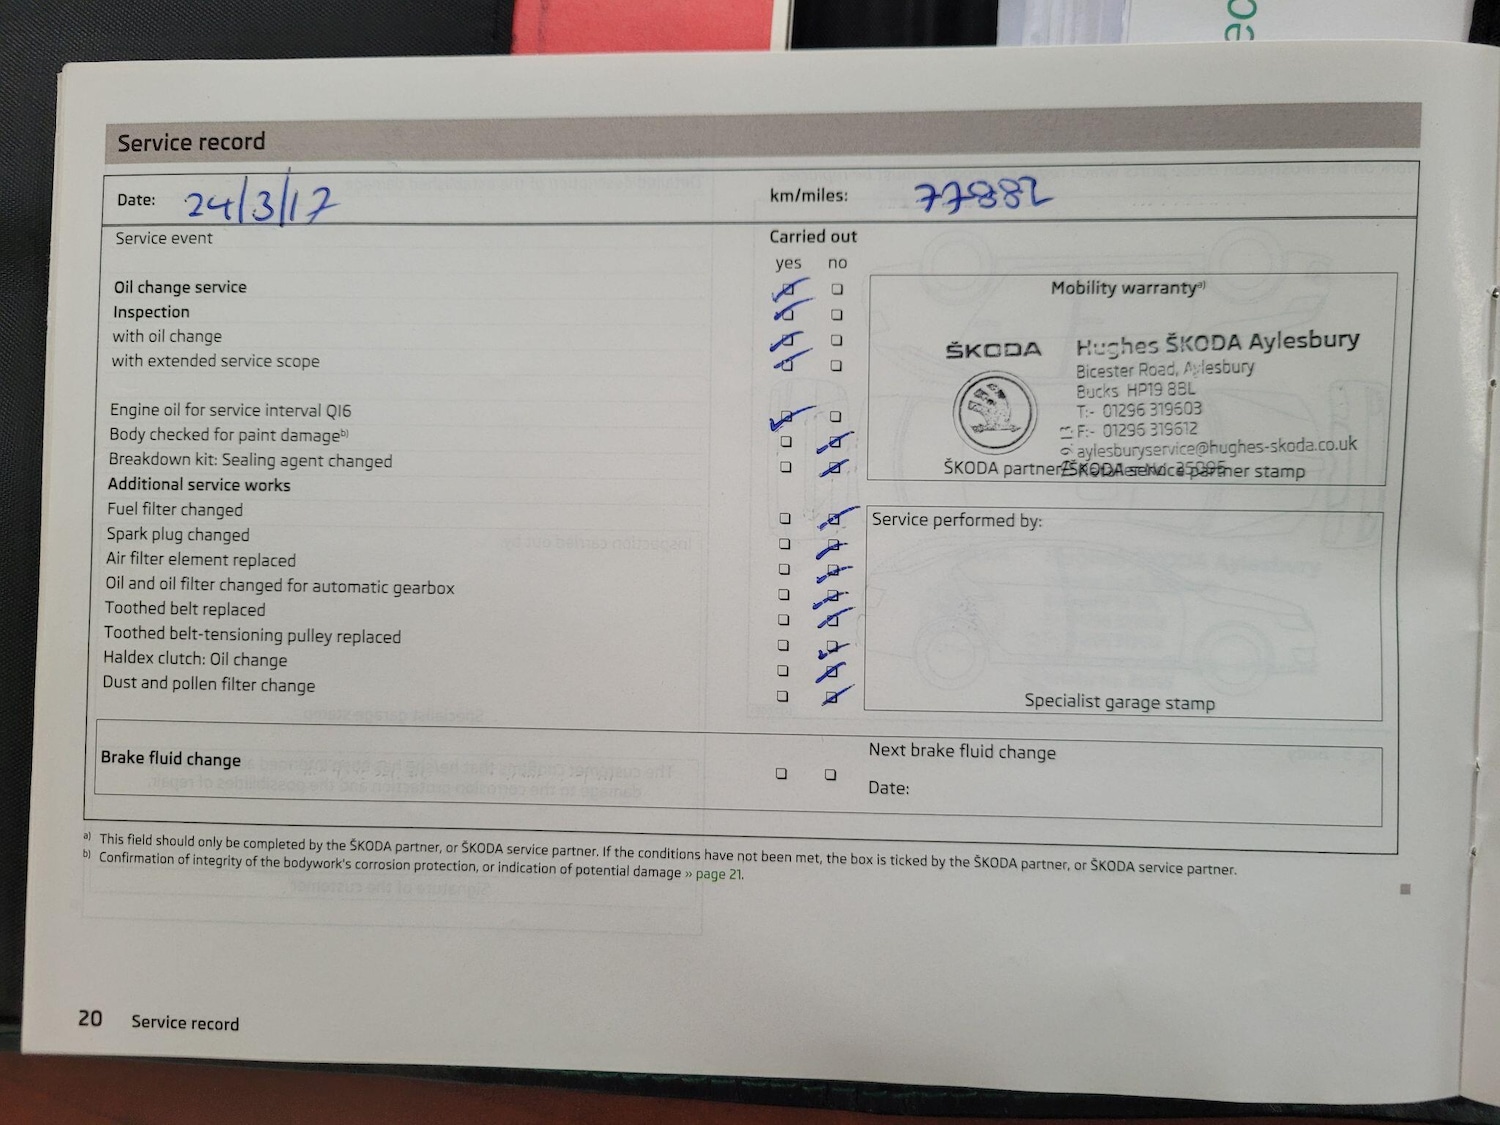 Service record
Date: 24/3/17 km/miles: 77882
Service event Carried out
yes no
Oil change service
Inspection
with oil change
with extended service scope
Engine oil for service interval QI6
Body checked for paint damage b)
Breakdown kit: Sealing agent changed
Additional service works
Fuel filter changed
Spark plug changed
Air filter element replaced
Oil and oil filter changed for automatic gearbox
Toothed belt replaced
Toothed belt-tensioning pulley replaced
Haldex clutch: Oil change
Dust and pollen filter change
Mobility warranty a)
ŠKODA Hughes ŠKODA Aylesbury
Bicester Road, Aylesbury
Bucks HP19 8BL
T:- 01296 319603
F:- 01296 319612
aylesburyservice@hughes-skoda.co.uk
ŠKODA partner/ŠKODA service partner stamp
Service performed by:
Specialist garage stamp
Brake fluid change
Next brake fluid change
Date:
a) This field should only be completed by the ŠKODA partner, or ŠKODA service partner. If the conditions have not been met, the box is ticked by the ŠKODA partner, or ŠKODA service partner.
b) Confirmation of integrity of the bodywork's corrosion protection, or indication of potential damage » page 21.
20 Service record